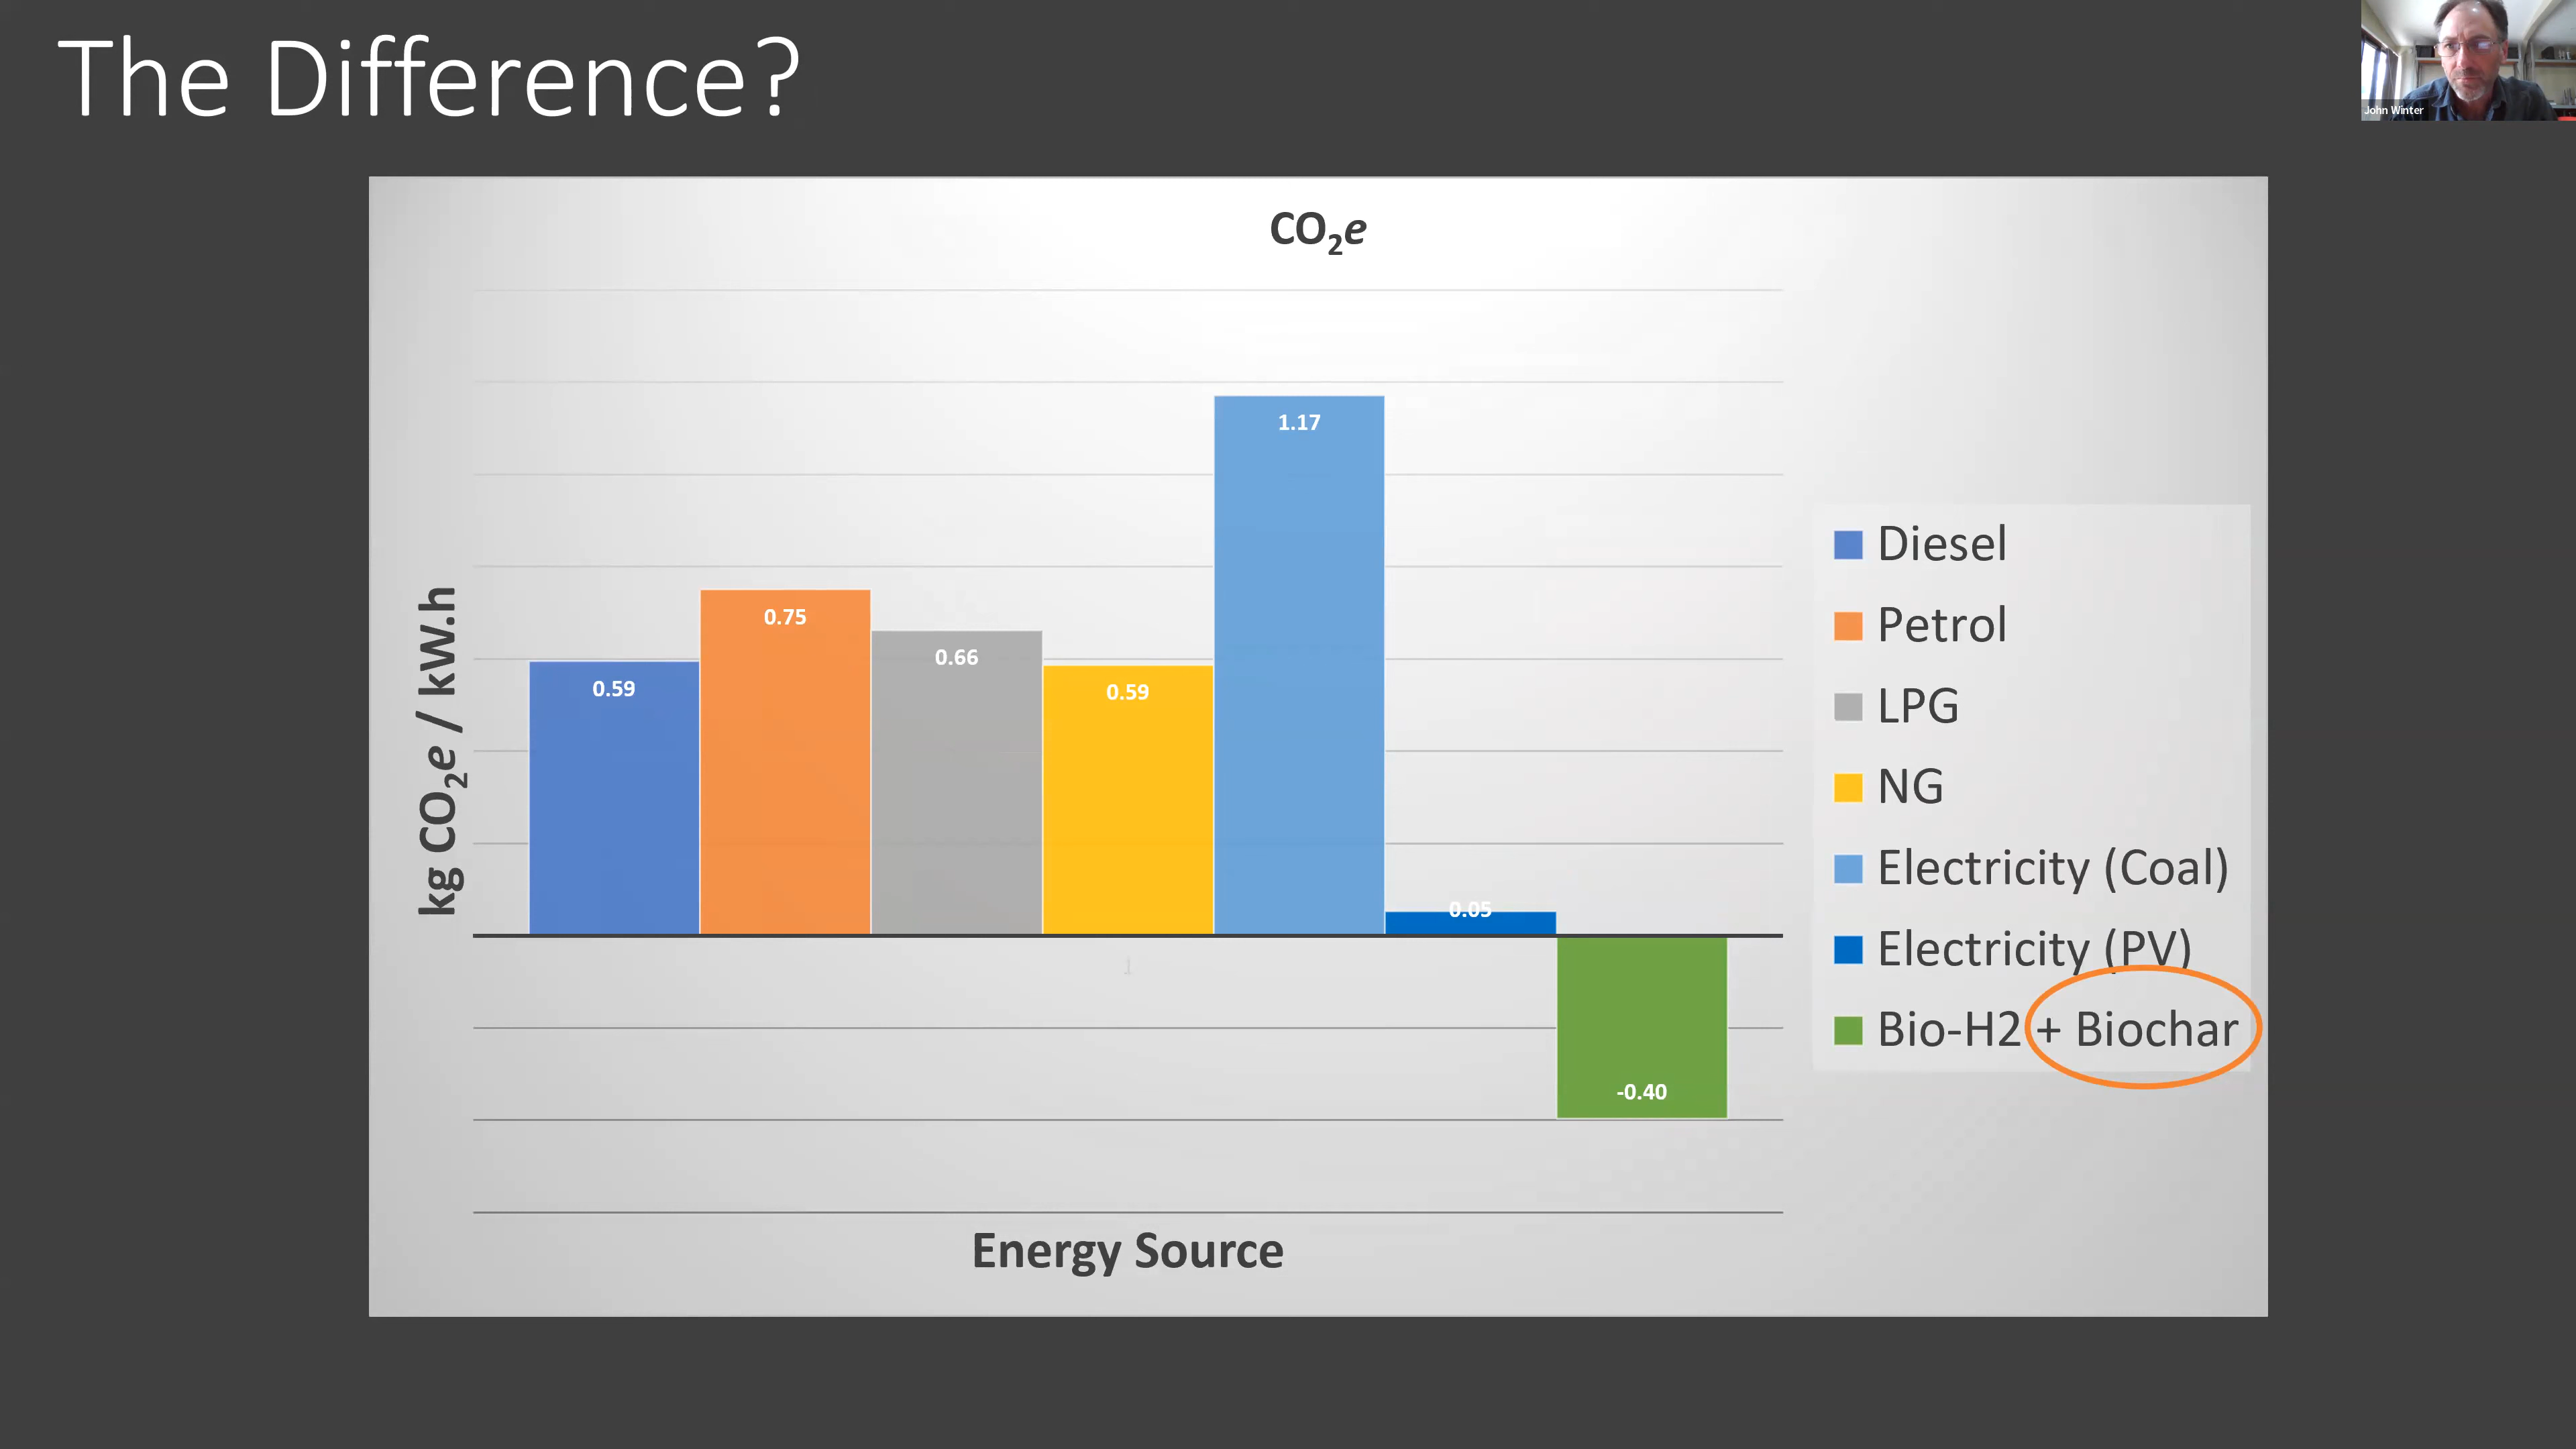 The Difference?
John Winter
CO₂e
kg CO₂e / kW.h
0.59
0.75
0.66
0.59
1.17
0.05
-0.40
1
Energy Source
Diesel
Petrol
LPG
NG
Electricity (Coal)
Electricity (PV)
Bio-H2 + Biochar